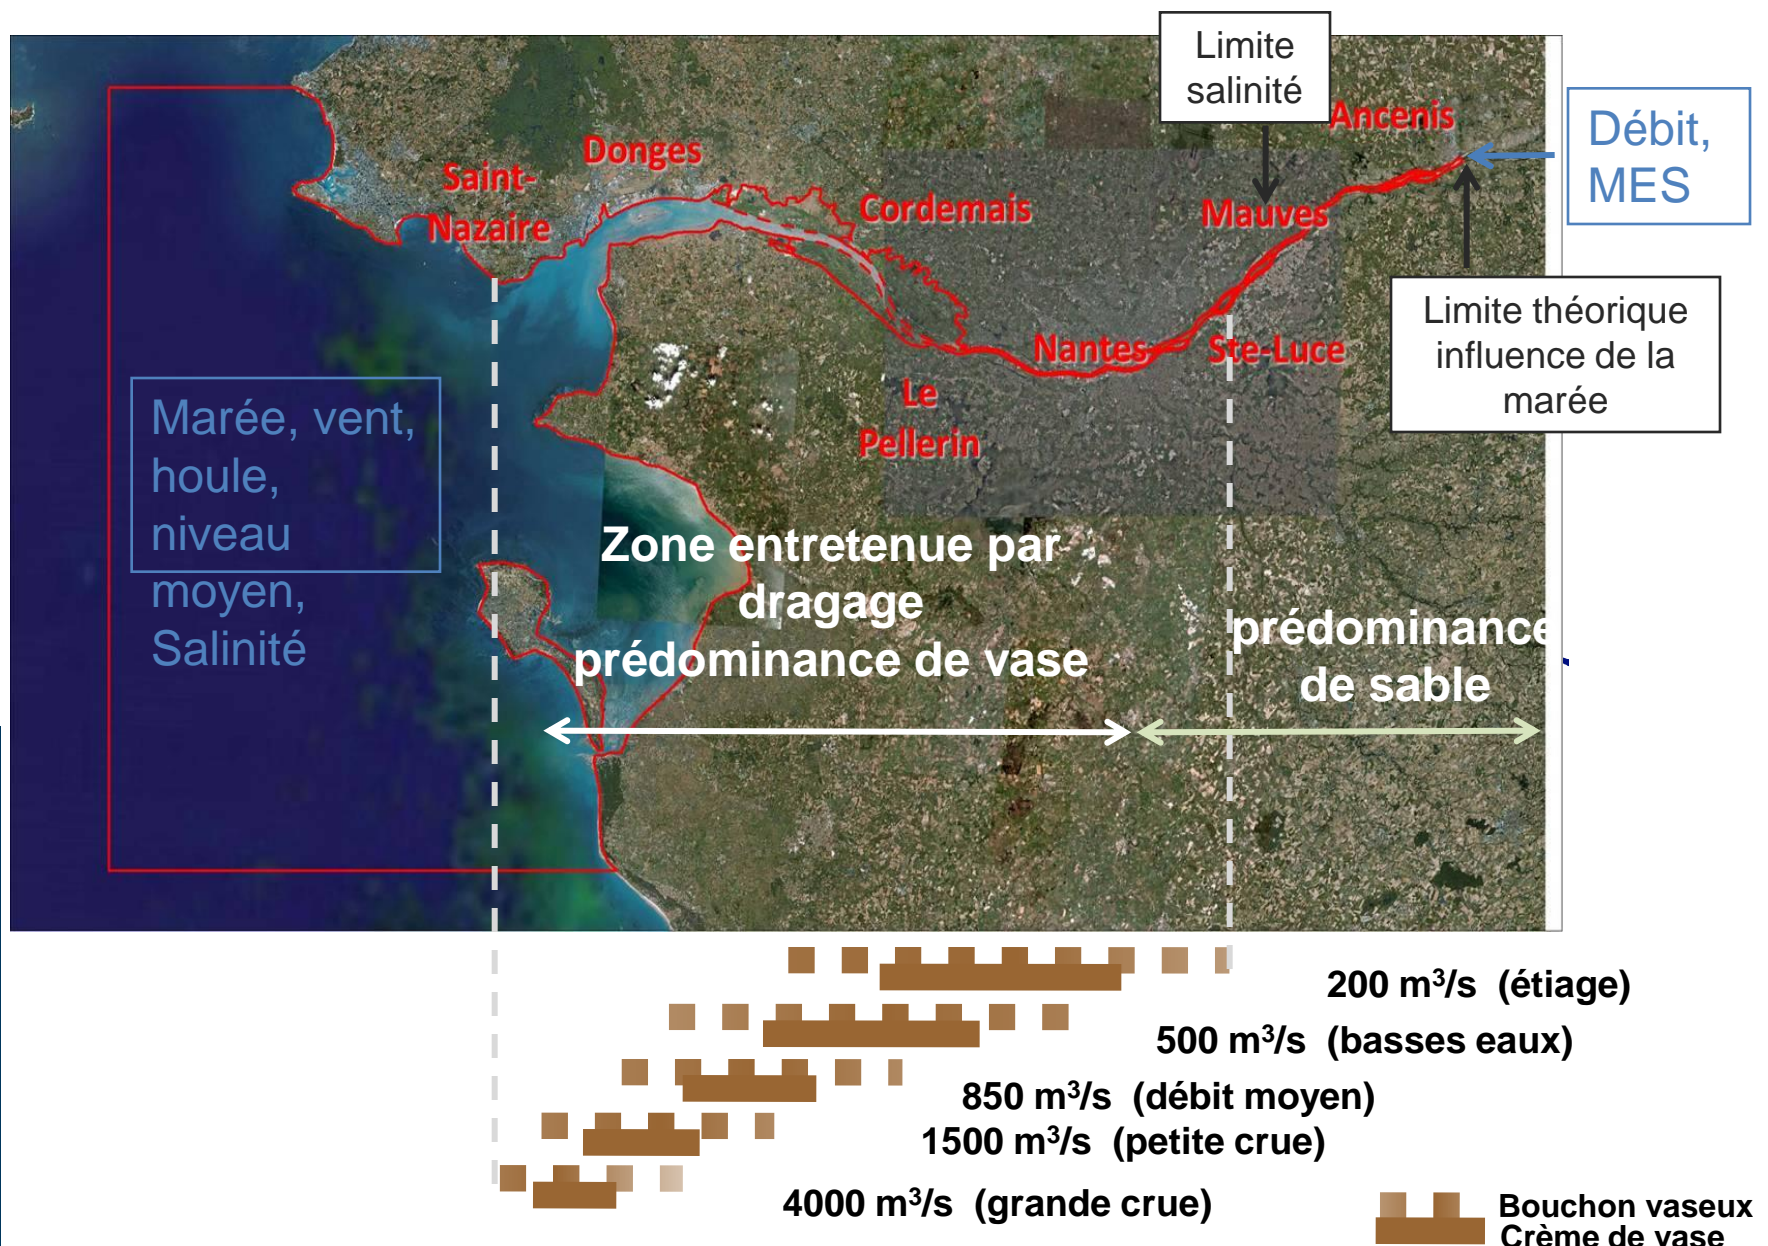 Limite
salinité
Ancenis
Débit,
MES
Donges
Saint-
Nazaire
Cordemais
Mauves
Limite théorique
influence de la
marée
Nantes
Ste-Luce
Le
Pellerin
Marée, vent,
houle,
niveau
moyen,
Salinité
Zone entretenue par
dragage
prédominance de vase
prédominance
de sable
200 m³/s (étiage)
500 m³/s (basses eaux)
850 m³/s (débit moyen)
1500 m³/s (petite crue)
4000 m³/s (grande crue)
Bouchon vaseux
Crème de vase